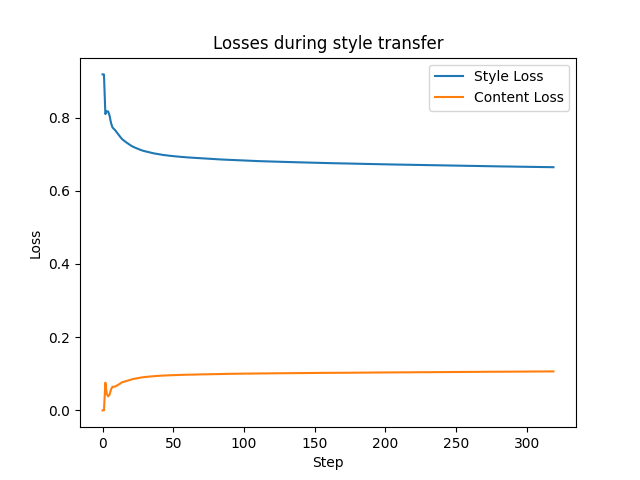 Losses during style transfer
Style Loss
Content Loss
Loss
0.8
0.6
0.4
0.2
0.0
0 50 100 150 200 250 300
Step